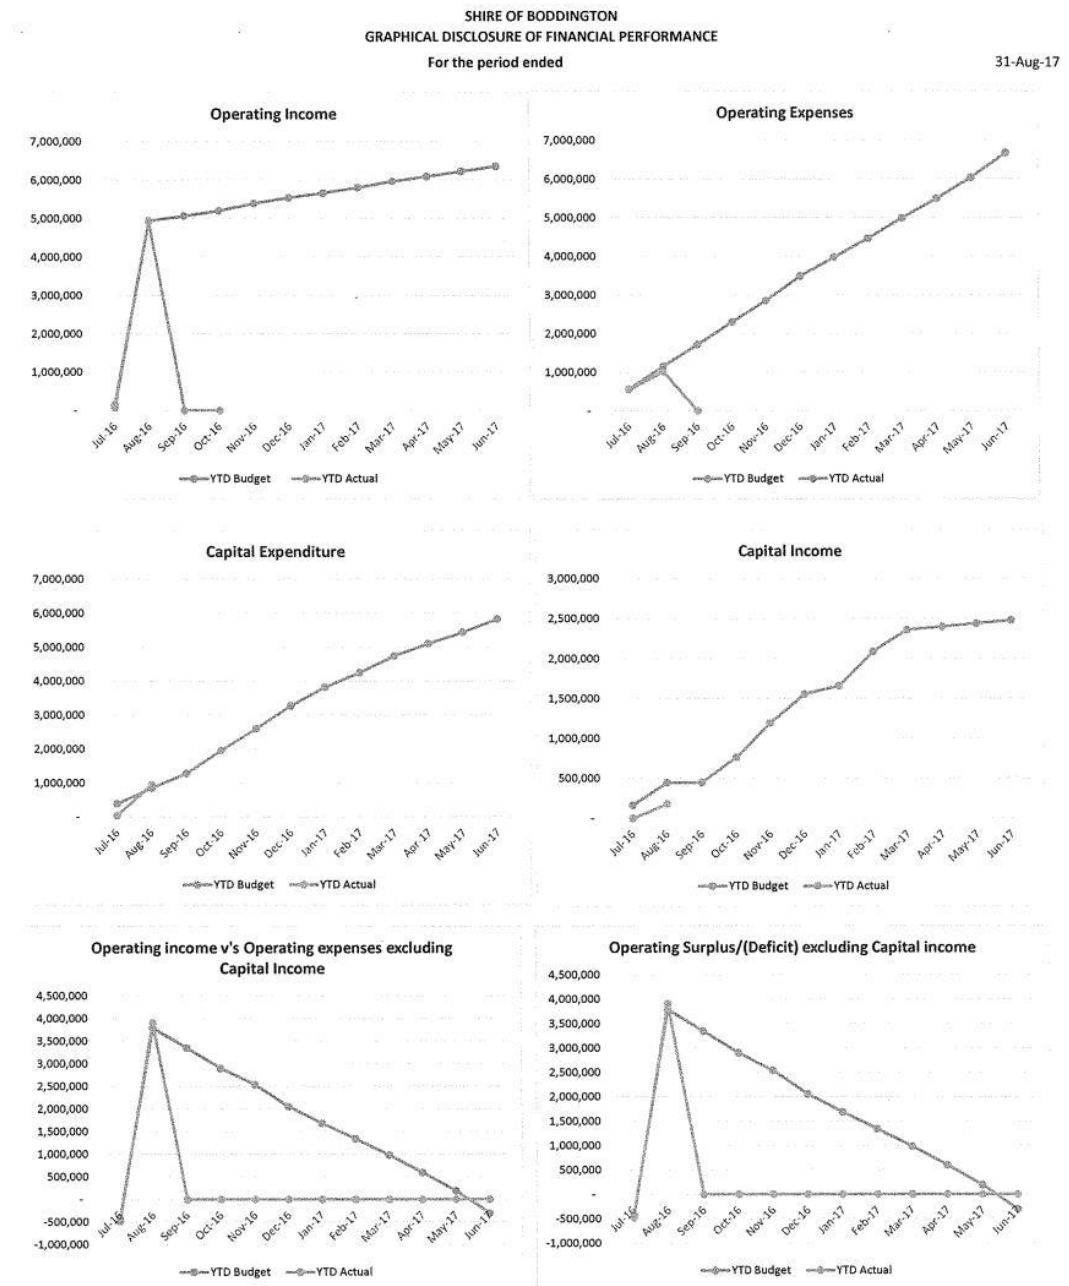 SHIRE OF BODDINGTON
GRAPHICAL DISCLOSURE OF FINANCIAL PERFORMANCE
For the period ended
31-Aug-17
Operating Income
7,000,000
6,000,000
5,000,000
4,000,000
3,000,000
2,000,000
1,000,000
-
Jul-16 Aug-16 Sep-16 Oct-16 Nov-16 Dec-16 Jan-17 Feb-17 Mar-17 Apr-17 May-17 Jun-17
YTD Budget YTD Actual
Operating Expenses
7,000,000
6,000,000
5,000,000
4,000,000
3,000,000
2,000,000
1,000,000
-
Jul-16 Aug-16 Sep-16 Oct-16 Nov-16 Dec-16 Jan-17 Feb-17 Mar-17 Apr-17 May-17 Jun-17
YTD Budget YTD Actual
Capital Expenditure
7,000,000
6,000,000
5,000,000
4,000,000
3,000,000
2,000,000
1,000,000
-
Jul-16 Aug-16 Sep-16 Oct-16 Nov-16 Dec-16 Jan-17 Feb-17 Mar-17 Apr-17 May-17 Jun-17
YTD Budget YTD Actual
Capital Income
3,000,000
2,500,000
2,000,000
1,500,000
1,000,000
500,000
-
Jul-16 Aug-16 Sep-16 Oct-16 Nov-16 Dec-16 Jan-17 Feb-17 Mar-17 Apr-17 May-17 Jun-17
YTD Budget YTD Actual
Operating income v's Operating expenses excluding
Capital Income
4,500,000
4,000,000
3,500,000
3,000,000
2,500,000
2,000,000
1,500,000
1,000,000
500,000
-
-500,000
-1,000,000
Jul-16 Aug-16 Sep-16 Oct-16 Nov-16 Dec-16 Jan-17 Feb-17 Mar-17 Apr-17 May-17 Jun-17
YTD Budget YTD Actual
Operating Surplus/(Deficit) excluding Capital income
4,500,000
4,000,000
3,500,000
3,000,000
2,500,000
2,000,000
1,500,000
1,000,000
500,000
-
-500,000
-1,000,000
Jul-16 Aug-16 Sep-16 Oct-16 Nov-16 Dec-16 Jan-17 Feb-17 Mar-17 Apr-17 May-17 Jun-17
YTD Budget YTD Actual